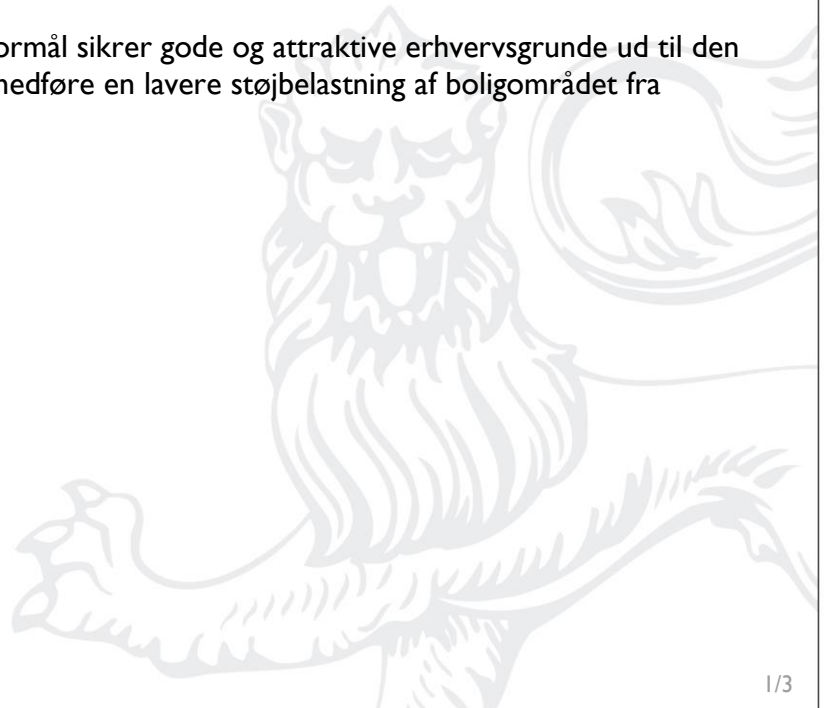 ormål sikrer gode og attraktive erhvervsgrunde ud til den
nedføre en lavere støjbelastning af boligområdet fra
1/3